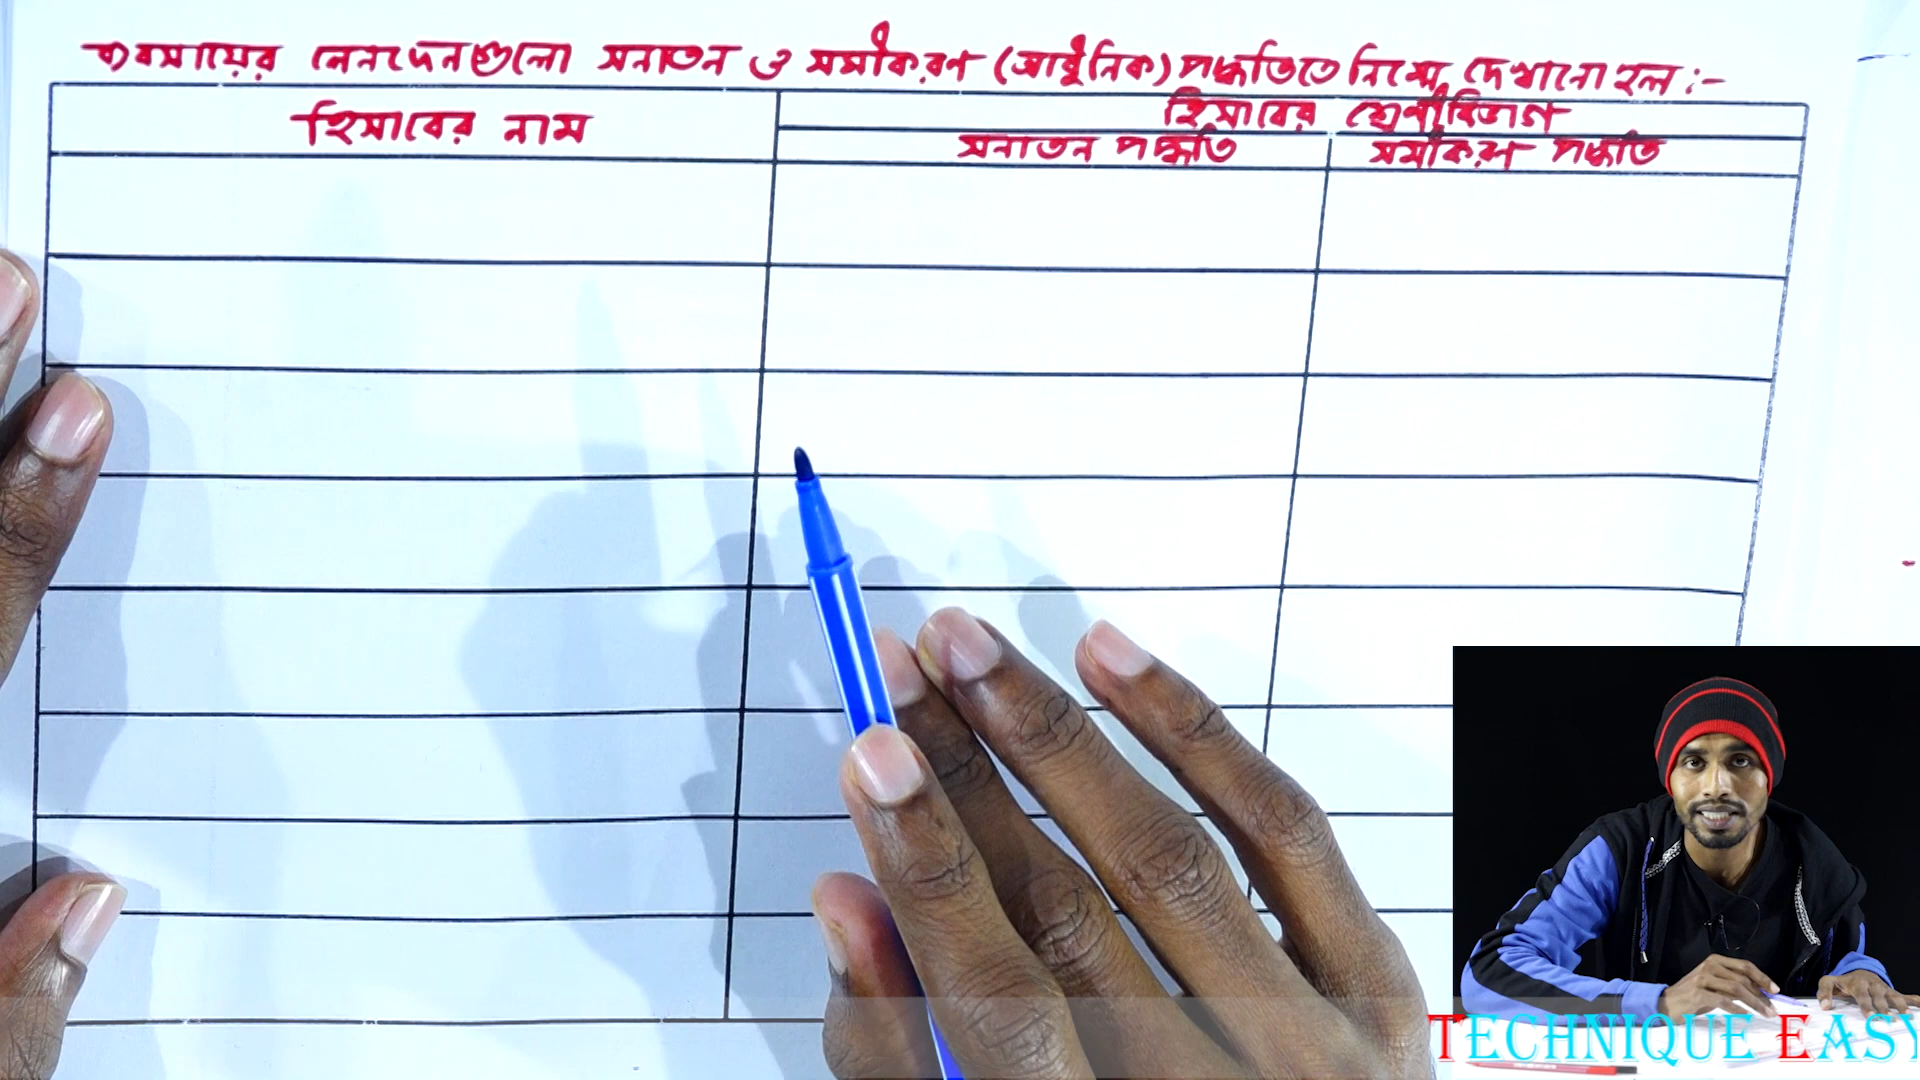 ব্যবসায়ের লেনদেনগুলো সনাতন ও সমীকরণ (আধুনিক) পদ্ধতিতে নিম্নে দেখানো হল :-
হিসাবের নাম
হিসাবের শ্রেণীবিভাগ
সনাতন পদ্ধতি
সমীকরণ পদ্ধতি
TECHNIQUE EASY